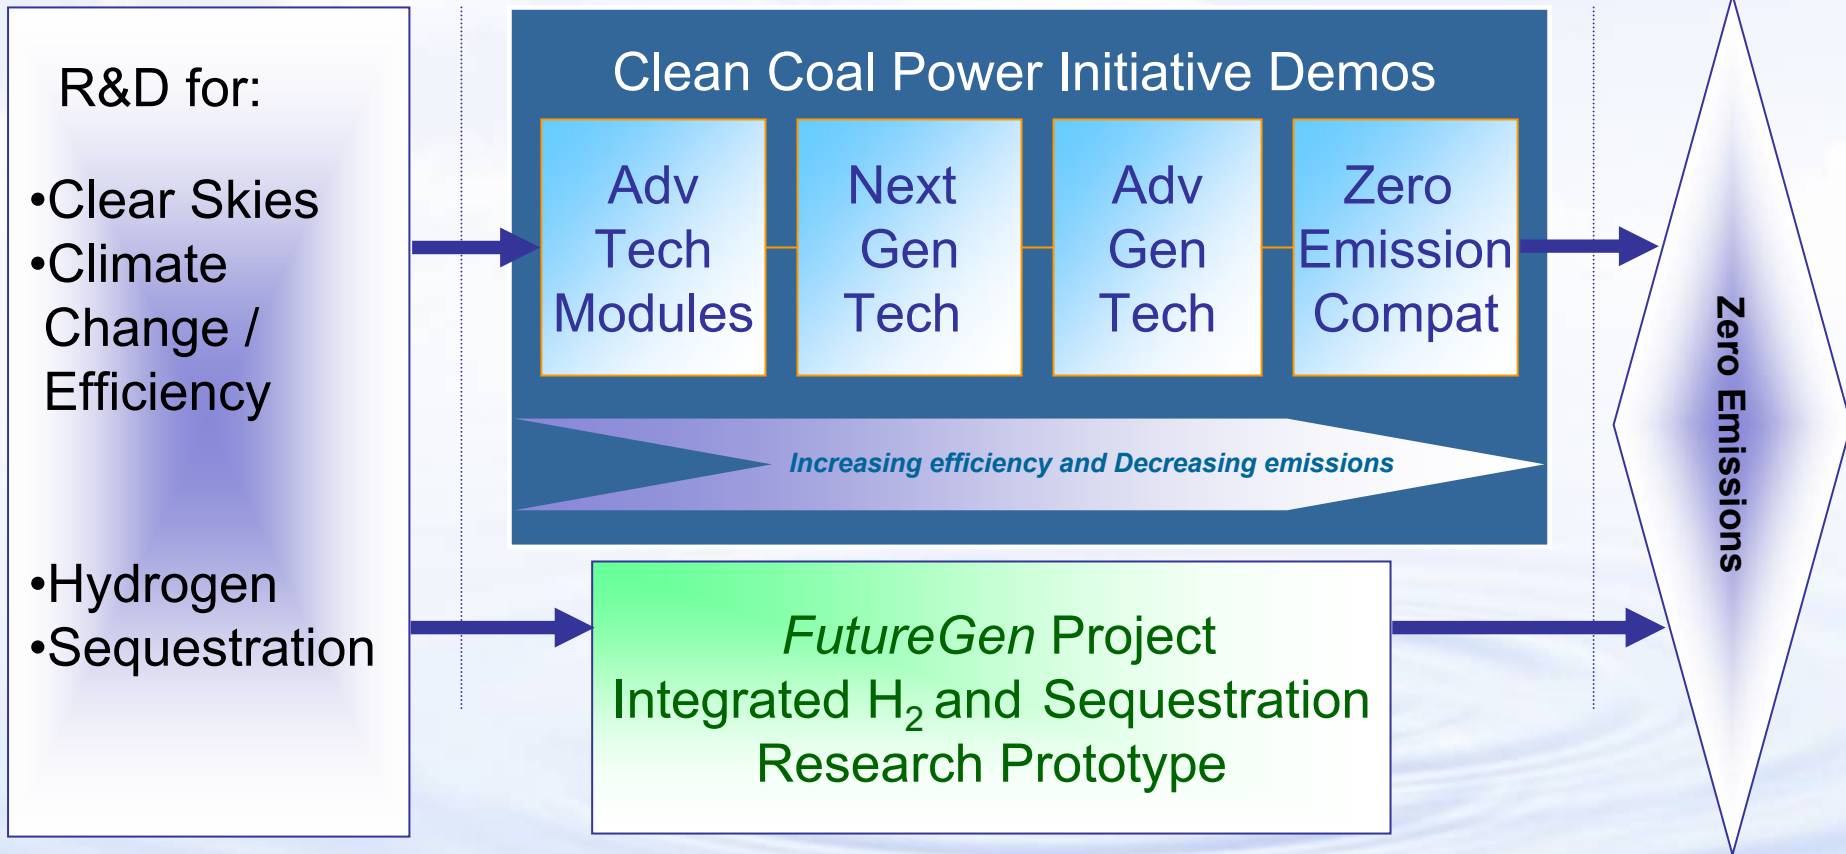 R&D for:
•Clear Skies
•Climate
Change /
Efficiency
•Hydrogen
•Sequestration
Clean Coal Power Initiative Demos
Adv
Tech
Modules
Next
Gen
Tech
Adv
Gen
Tech
Zero
Emission
Compat
Increasing efficiency and Decreasing emissions
FutureGen Project
Integrated H₂ and Sequestration
Research Prototype
Zero Emissions